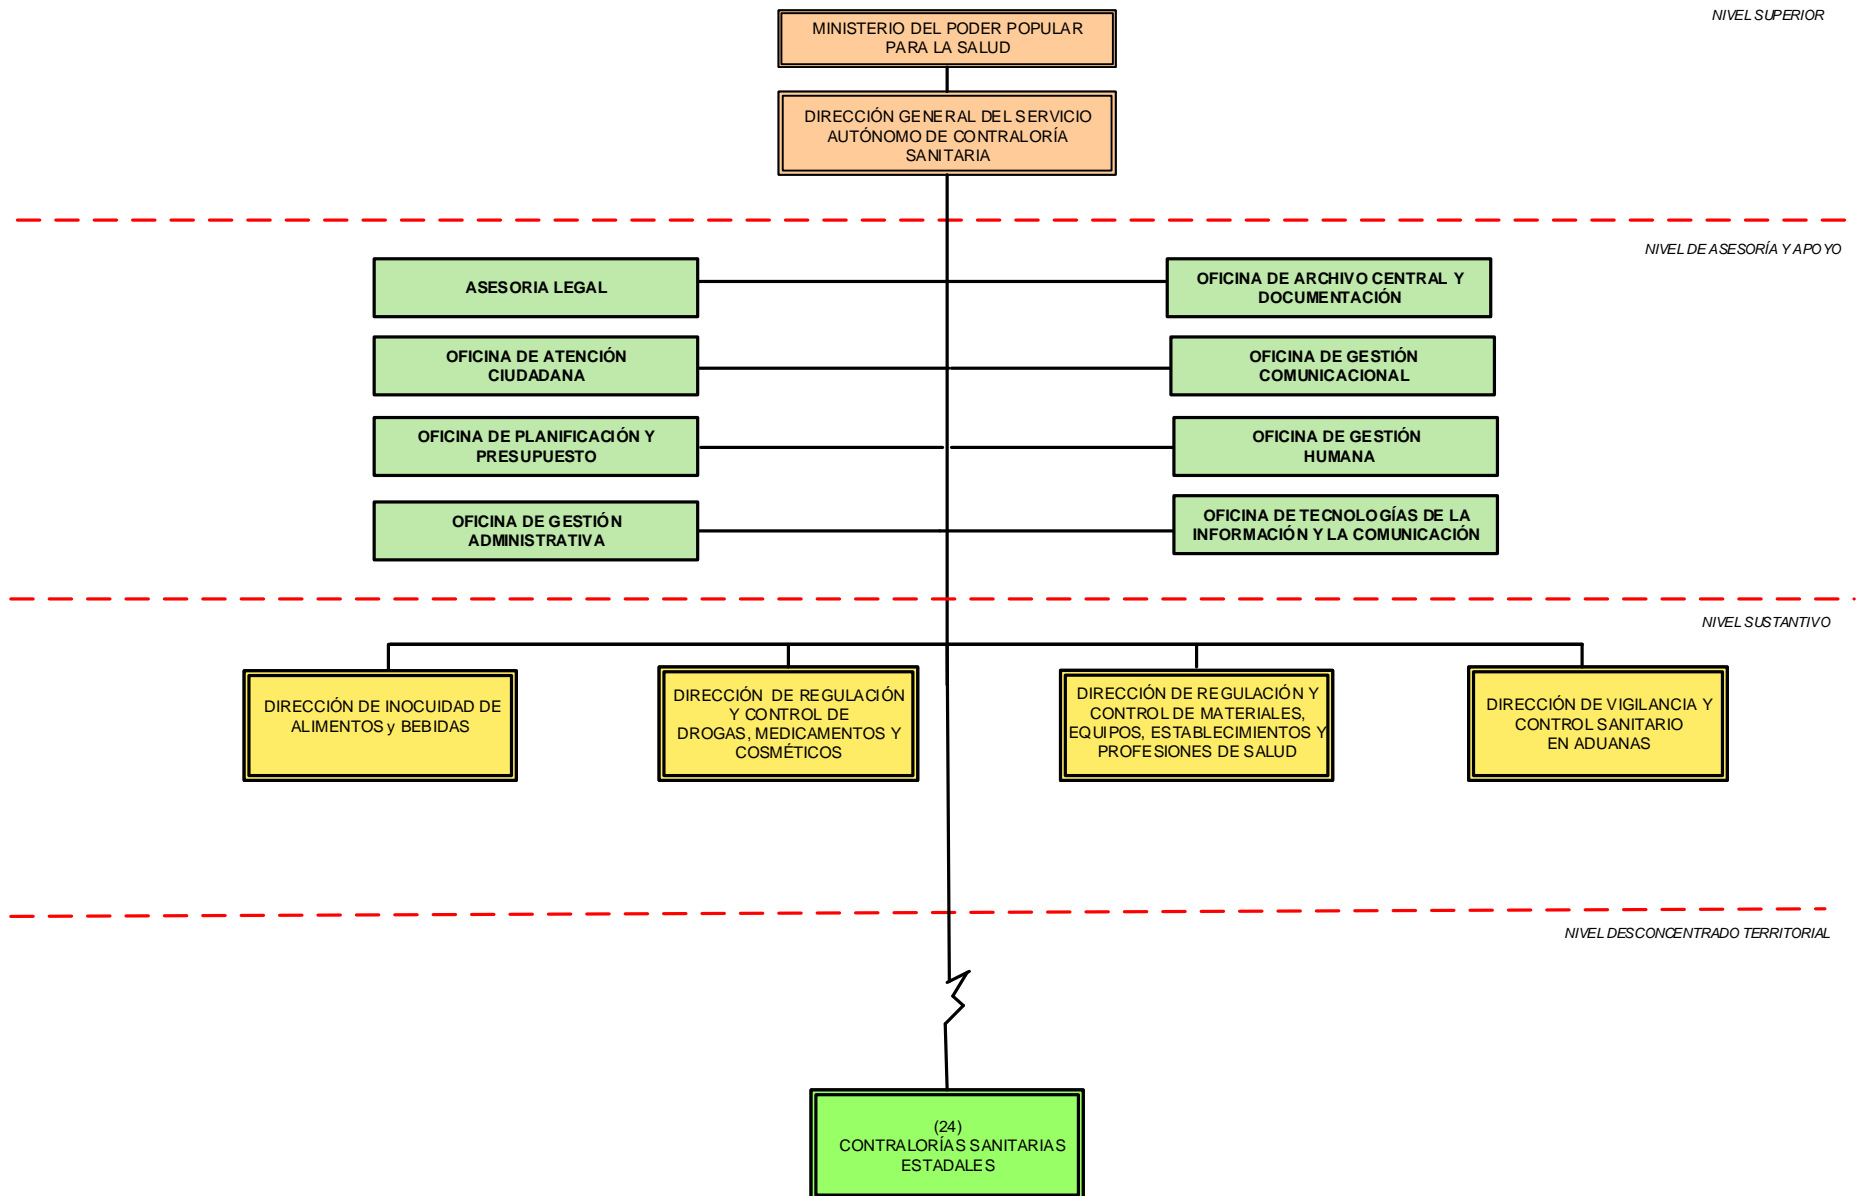 NIVEL SUPERIOR
MINISTERIO DEL PODER POPULAR
PARA LA SALUD
DIRECCIÓN GENERAL DEL SERVICIO
AUTÓNOMO DE CONTRALORÍA
SANITARIA
NIVEL DE ASESORÍA Y APOYO
ASESORIA LEGAL
OFICINA DE ARCHIVO CENTRAL Y
DOCUMENTACIÓN
OFICINA DE ATENCIÓN
CIUDADANA
OFICINA DE GESTIÓN
COMUNICACIONAL
OFICINA DE PLANIFICACIÓN Y
PRESUPUESTO
OFICINA DE GESTIÓN
HUMANA
OFICINA DE GESTIÓN
ADMINISTRATIVA
OFICINA DE TECNOLOGÍAS DE LA
INFORMACIÓN Y LA COMUNICACIÓN
NIVEL SUSTANTIVO
DIRECCIÓN DE INOCUIDAD DE
ALIMENTOS y BEBIDAS
DIRECCIÓN DE REGULACIÓN
Y CONTROL DE
DROGAS, MEDICAMENTOS Y
COSMÉTICOS
DIRECCIÓN DE REGULACIÓN Y
CONTROL DE MATERIALES,
EQUIPOS, ESTABLECIMIENTOS Y
PROFESIONES DE SALUD
DIRECCIÓN DE VIGILANCIA Y
CONTROL SANITARIO
EN ADUANAS
NIVEL DESCONCENTRADO TERRITORIAL
(24)
CONTRALORÍAS SANITARIAS
ESTADALES